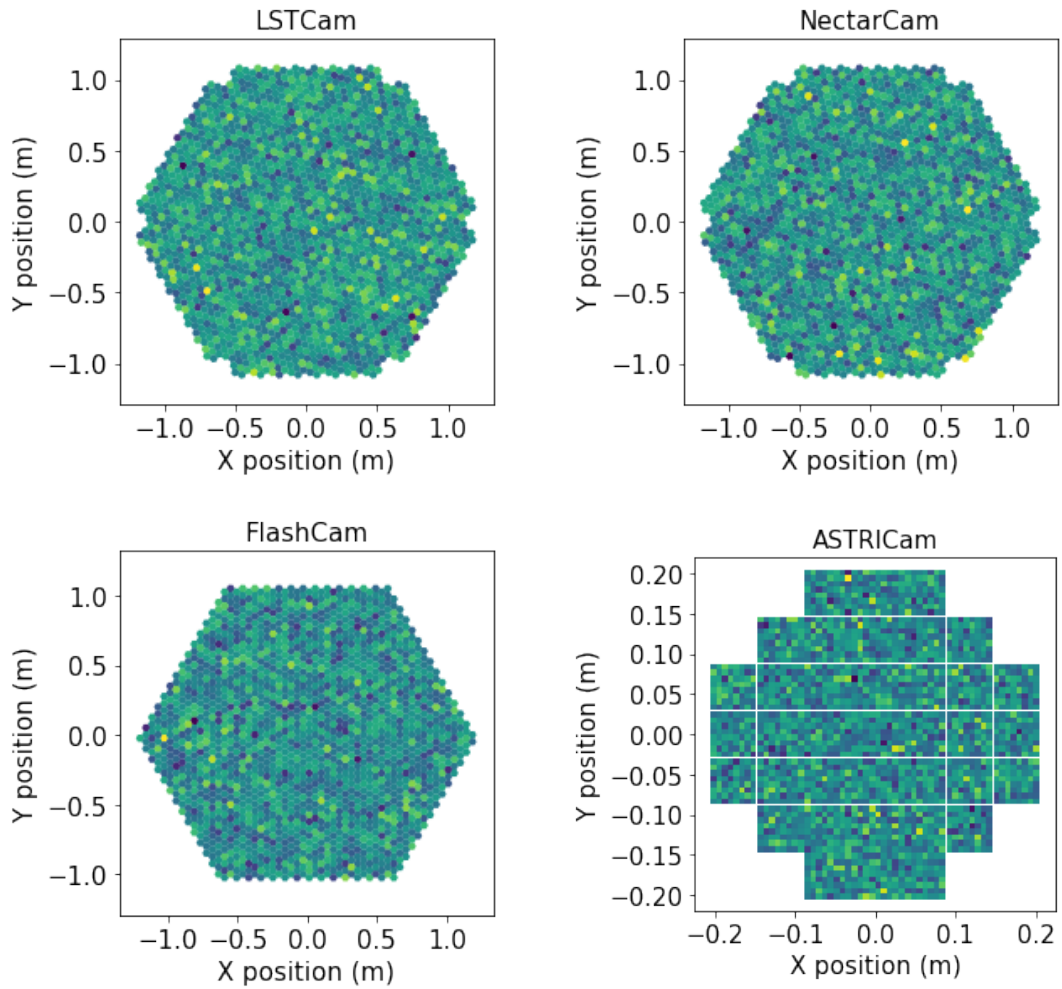 LSTCam
1.0
0.5
0.0
−0.5
−1.0
Y position (m)
−1.0 −0.5 0.0 0.5 1.0
X position (m)
NectarCam
1.0
0.5
0.0
−0.5
−1.0
Y position (m)
−1.0 −0.5 0.0 0.5 1.0
X position (m)
FlashCam
1.0
0.5
0.0
−0.5
−1.0
Y position (m)
−1.0 −0.5 0.0 0.5 1.0
X position (m)
ASTRICam
0.20
0.15
0.10
0.05
0.00
−0.05
−0.10
−0.15
−0.20
Y position (m)
−0.2 −0.1 0.0 0.1 0.2
X position (m)